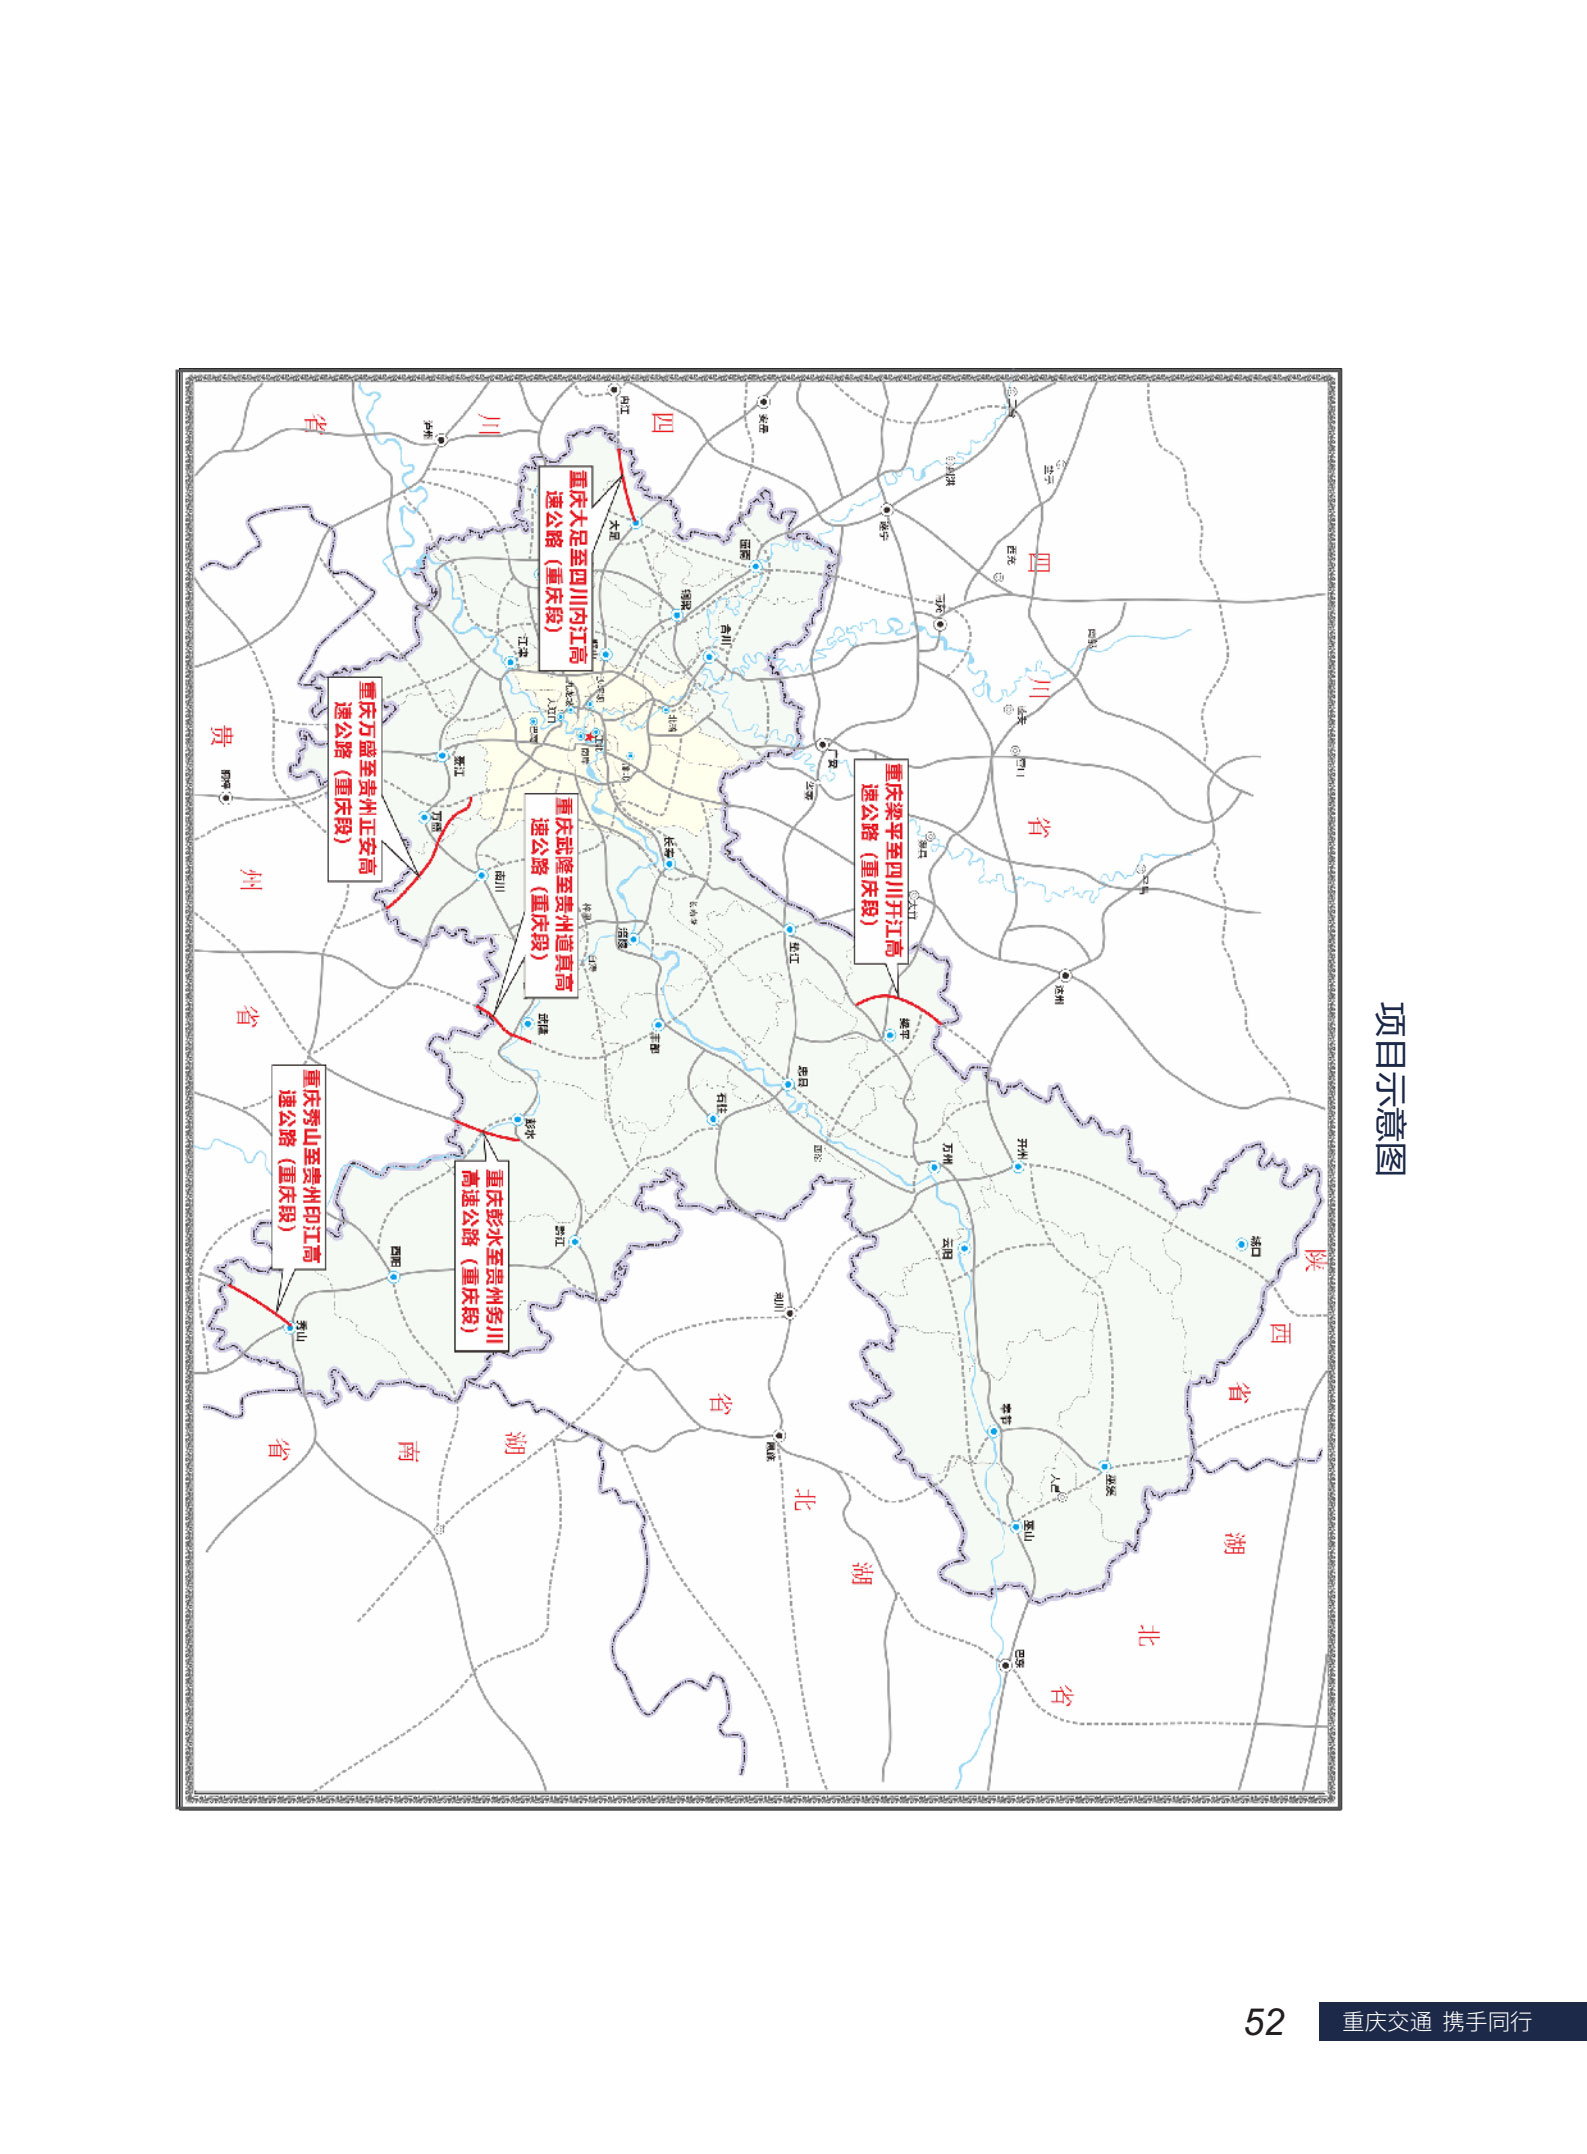 项目示意图
重庆大足至四川内江高
速公路（重庆段）
重庆梁平至四川开江高
速公路（重庆段）
重庆万盛至贵州正安高
速公路（重庆段）
重庆武隆至贵州道真高
速公路（重庆段）
重庆彭水至贵州务川
高速公路（重庆段）
重庆秀山至贵州印江高
速公路（重庆段）
四
川
省
四
川
省
陕
西
省
湖
北
省
湖
北
省
湖
南
省
贵
州
省
内江
安岳
泸州
遂宁
西充
广安
达州
大竹
大足
潼南
铜梁
合川
江津
綦江
万盛
南川
长寿
涪陵
垫江
梁平
丰都
忠县
石柱
武隆
彭水
黔江
酉阳
秀山
万州
开州
云阳
城口
奉节
巫溪
巫山
巴东
恩施
利川
北碚
巴南
52
重庆交通 携手同行